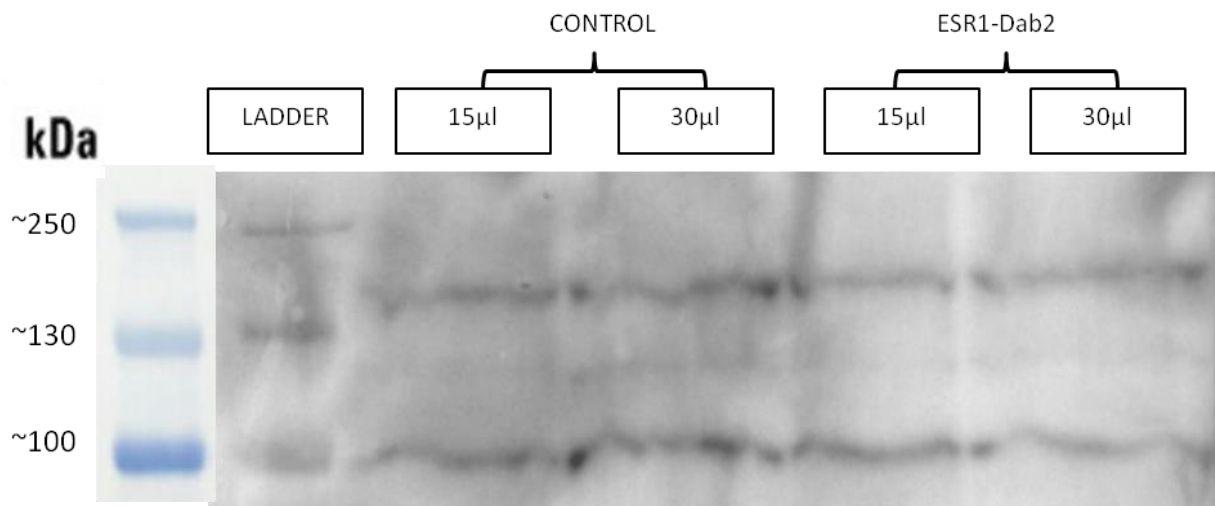 CONTROL
ESR1-Dab2
kDa
LADDER
15µl
30µl
15µl
30µl
~250
~130
~100